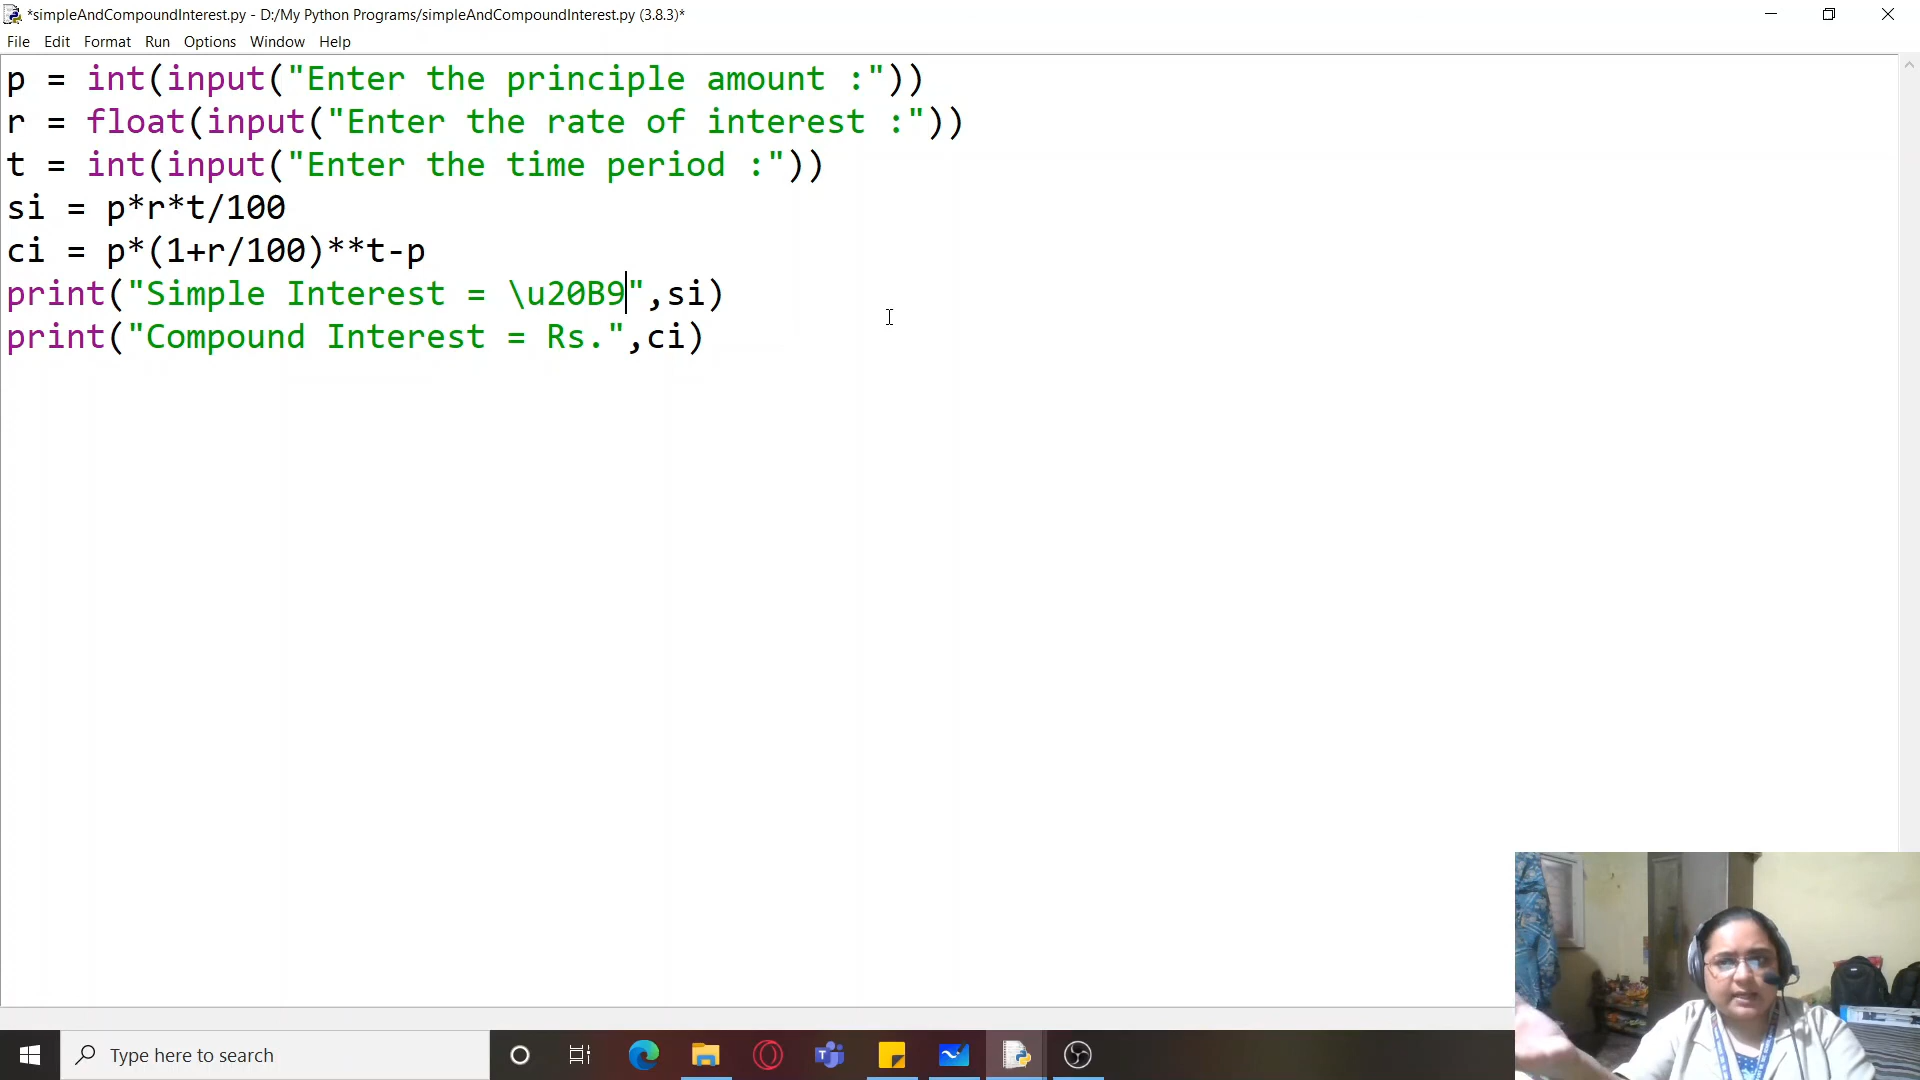 *simpleAndCompoundInterest.py - D:/My Python Programs/simpleAndCompoundInterest.py (3.8.3)*
File Edit Format Run Options Window Help
p = int(input("Enter the principle amount :"))
r = float(input("Enter the rate of interest :"))
t = int(input("Enter the time period :"))
si = p*r*t/100
ci = p*(1+r/100)**t-p
print("Simple Interest = \u20B9",si)
print("Compound Interest = Rs.",ci)
Type here to search